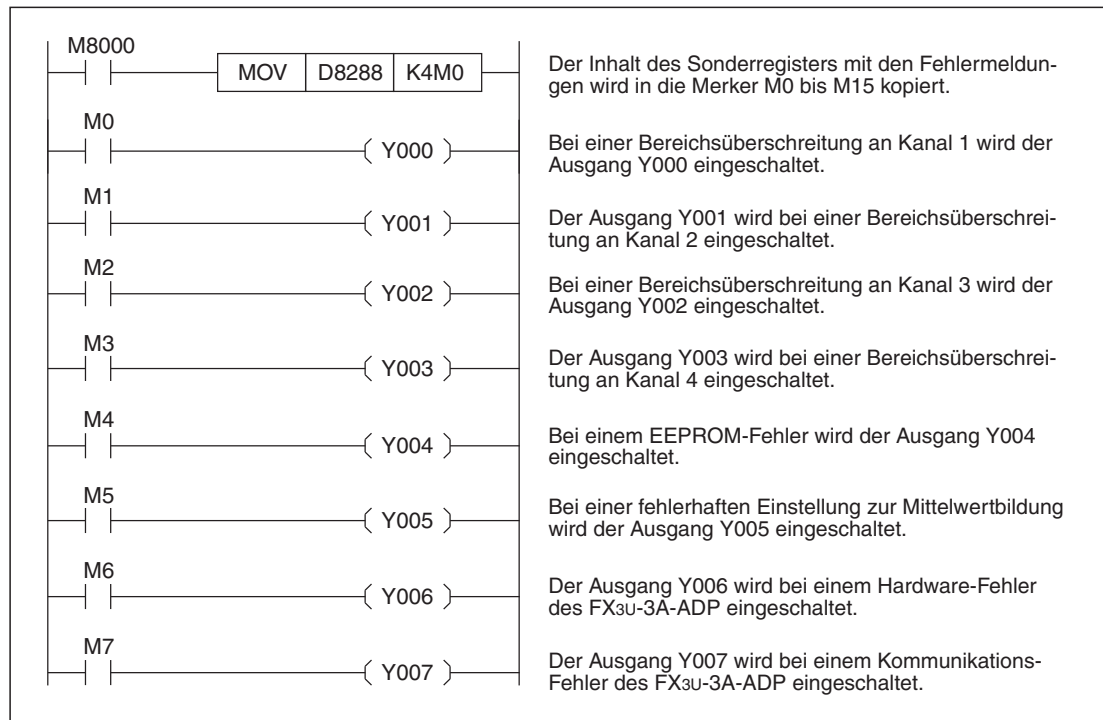 M8000
MOV D8288 K4M0
Der Inhalt des Sonderregisters mit den Fehlermeldun-
gen wird in die Merker M0 bis M15 kopiert.
M0
Y000
Bei einer Bereichsüberschreitung an Kanal 1 wird der
Ausgang Y000 eingeschaltet.
M1
Y001
Der Ausgang Y001 wird bei einer Bereichsüberschrei-
tung an Kanal 2 eingeschaltet.
M2
Y002
Bei einer Bereichsüberschreitung an Kanal 3 wird der
Ausgang Y002 eingeschaltet.
M3
Y003
Der Ausgang Y003 wird bei einer Bereichsüberschrei-
tung an Kanal 4 eingeschaltet.
M4
Y004
Bei einem EEPROM-Fehler wird der Ausgang Y004
eingeschaltet.
M5
Y005
Bei einer fehlerhaften Einstellung zur Mittelwertbildung
wird der Ausgang Y005 eingeschaltet.
M6
Y006
Der Ausgang Y006 wird bei einem Hardware-Fehler
des FX3U-3A-ADP eingeschaltet.
M7
Y007
Der Ausgang Y007 wird bei einem Kommunikations-
Fehler des FX3U-3A-ADP eingeschaltet.